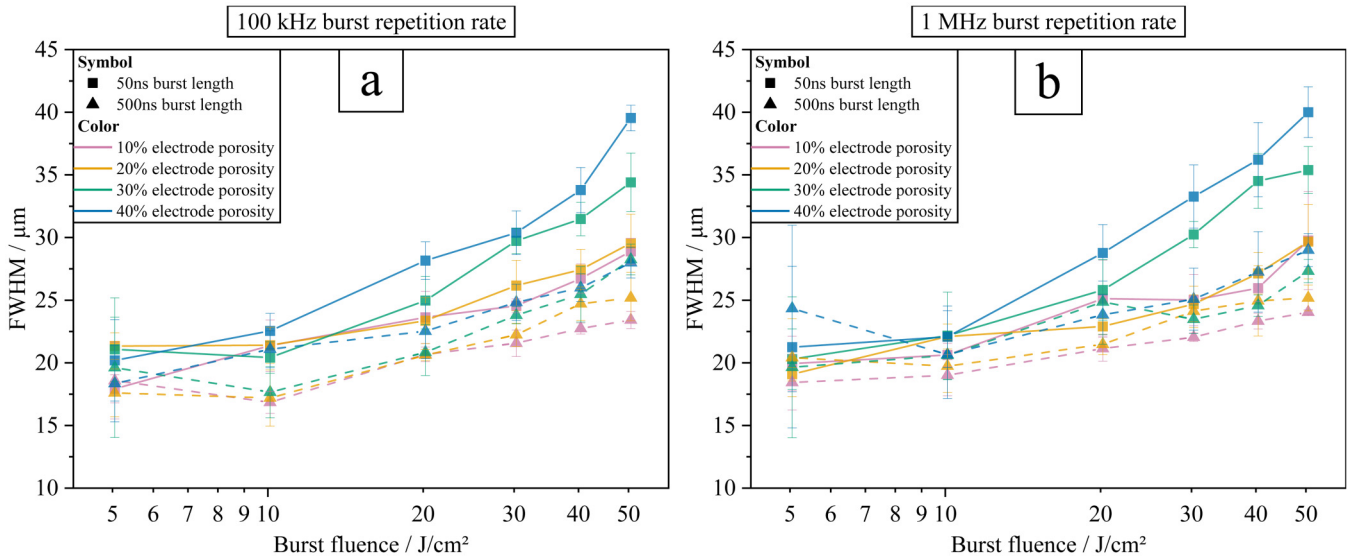 100 kHz burst repetition rate
a
Symbol
50ns burst length
500ns burst length
Color
10% electrode porosity
20% electrode porosity
30% electrode porosity
40% electrode porosity
FWHM / µm
45
40
35
30
25
20
15
10
5 6 7 8 9 10 20 30 40 50
Burst fluence / J/cm²
1 MHz burst repetition rate
b
Symbol
50ns burst length
500ns burst length
Color
10% electrode porosity
20% electrode porosity
30% electrode porosity
40% electrode porosity
FWHM / µm
45
40
35
30
25
20
15
10
5 6 7 8 9 10 20 30 40 50
Burst fluence / J/cm²